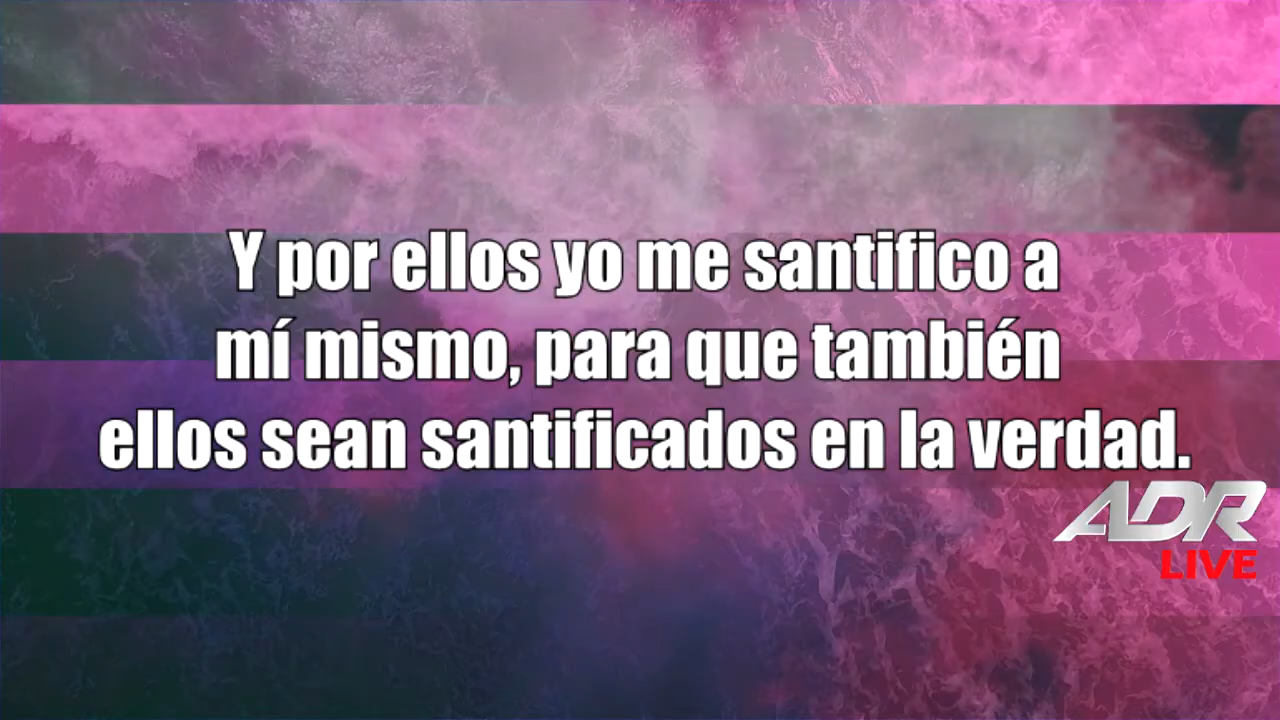 Y por ellos yo me santifico a
mí mismo, para que también
ellos sean santificados en la verdad.
ADR
LIVE